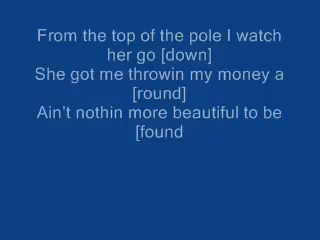 From the top of the pole I watch
her go [down]
She got me throwin my money a
[round]
Ain’t nothin more beautiful to be
[found